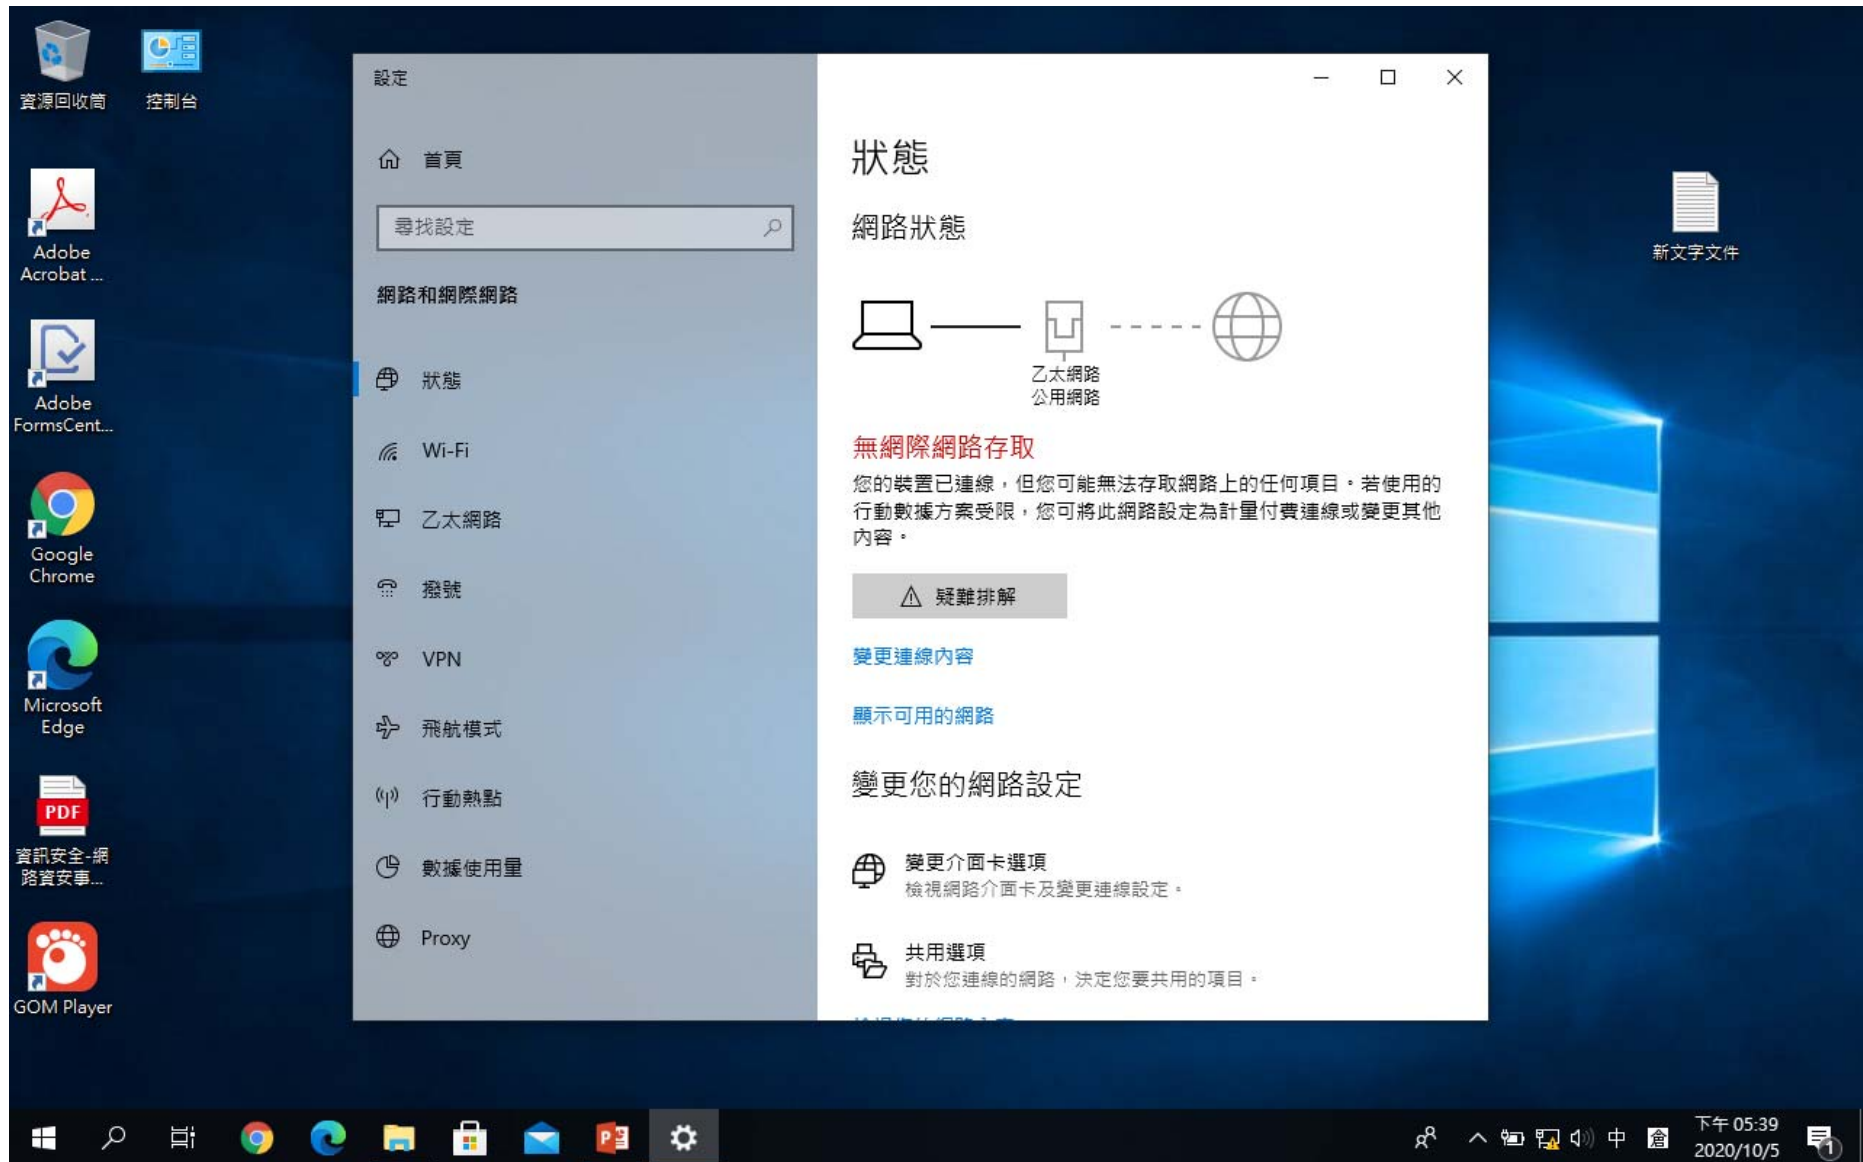 資源回收筒
控制台
Adobe
Acrobat ...
Adobe
FormsCent...
Google
Chrome
Microsoft
Edge
PDF
資訊安全-網
路資安事...
GOM Player
新文字文件
設定
首頁
尋找設定
網路和網際網路
狀態
Wi-Fi
乙太網路
撥號
VPN
飛航模式
行動熱點
數據使用量
Proxy
狀態
網路狀態
乙太網路
公用網路
無網際網路存取
您的裝置已連線，但您可能無法存取網路上的任何項目。若使用的
行動數據方案受限，您可將此網路設定為計量付費連線或變更其他
內容。
疑難排解
變更連線內容
顯示可用的網路
變更您的網路設定
變更介面卡選項
檢視網路介面卡及變更連線設定。
共用選項
對於您連線的網路，決定您要共用的項目。
中
倉
下午 05:39
2020/10/5
1